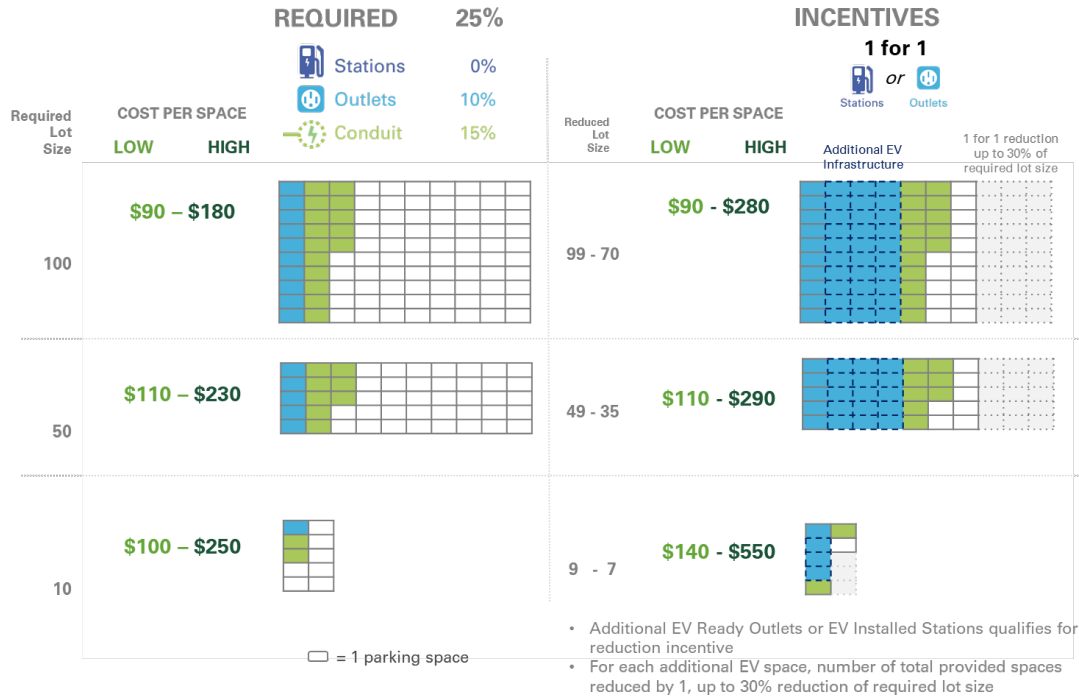 REQUIRED 25%
Stations 0%
Outlets 10%
Conduit 15%
Required
Lot
Size
COST PER SPACE
LOW HIGH
100
$90 – $180
50
$110 – $230
10
$100 – $250
= 1 parking space
INCENTIVES
1 for 1
or
Stations Outlets
Reduced
Lot
Size
COST PER SPACE
LOW HIGH
Additional EV
Infrastructure
1 for 1 reduction
up to 30% of
required lot size
99 - 70
$90 - $280
49 - 35
$110 - $290
9 - 7
$140 - $550
• Additional EV Ready Outlets or EV Installed Stations qualifies for
reduction incentive
• For each additional EV space, number of total provided spaces
reduced by 1, up to 30% reduction of required lot size